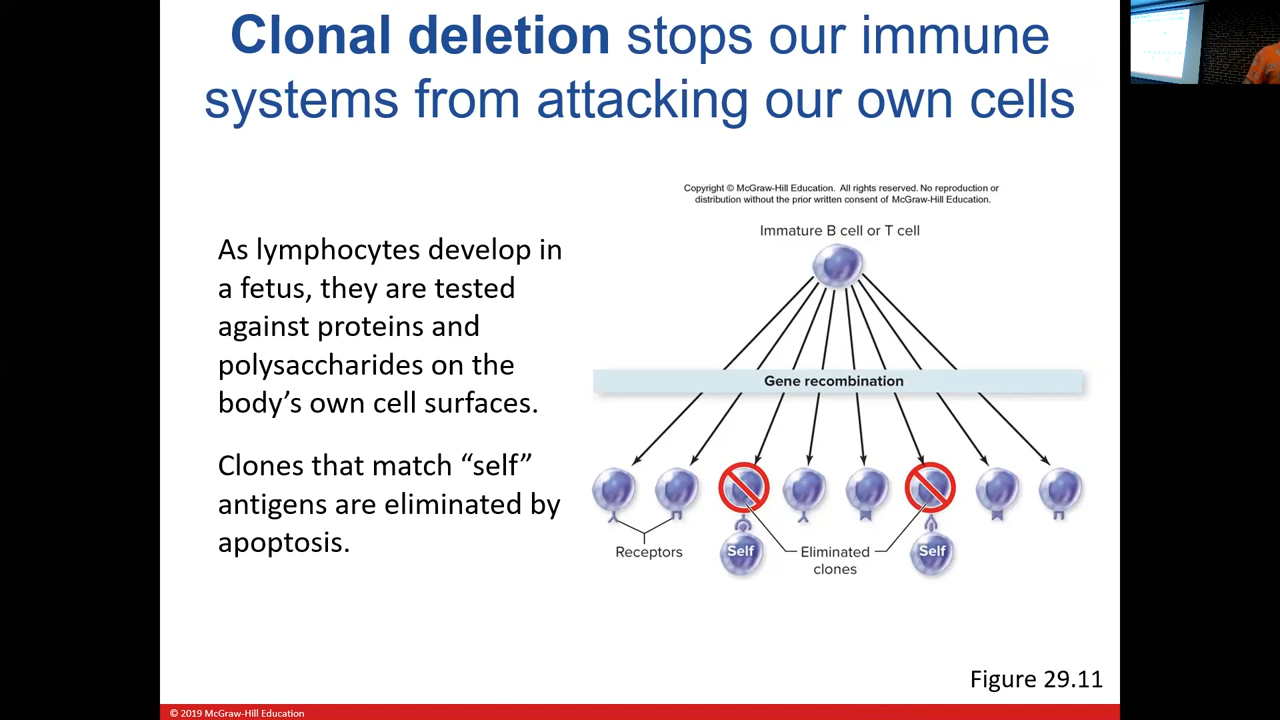 Clonal deletion stops our immune
systems from attacking our own cells
Copyright © McGraw-Hill Education. All rights reserved. No reproduction or
distribution without the prior written consent of McGraw-Hill Education.
As lymphocytes develop in
a fetus, they are tested
against proteins and
polysaccharides on the
body’s own cell surfaces.
Clones that match “self”
antigens are eliminated by
apoptosis.
Immature B cell or T cell
Gene recombination
Receptors
Self
Eliminated
clones
Self
Figure 29.11
© 2019 McGraw-Hill Education